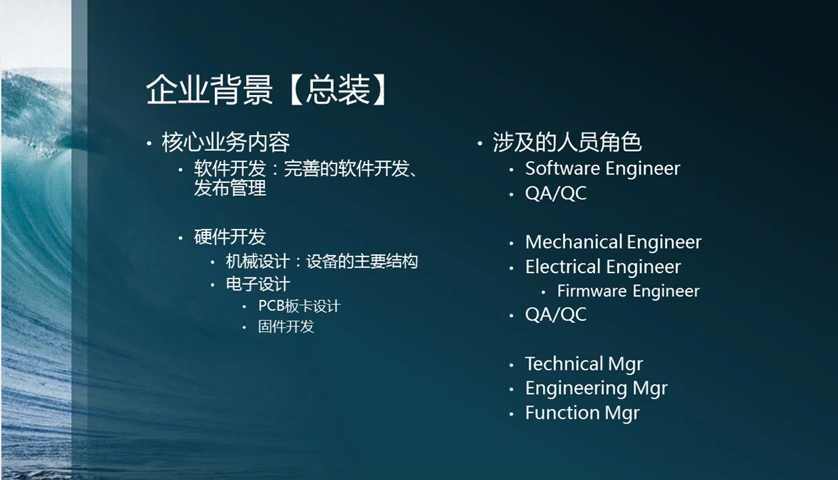 企业背景【总装】
• 核心业务内容
• 软件开发：完善的软件开发、
发布管理
• 硬件开发
• 机械设计：设备的主要结构
• 电子设计
• PCB板卡设计
• 固件开发
• 涉及的人员角色
• Software Engineer
• QA/QC
• Mechanical Engineer
• Electrical Engineer
• Firmware Engineer
• QA/QC
• Technical Mgr
• Engineering Mgr
• Function Mgr